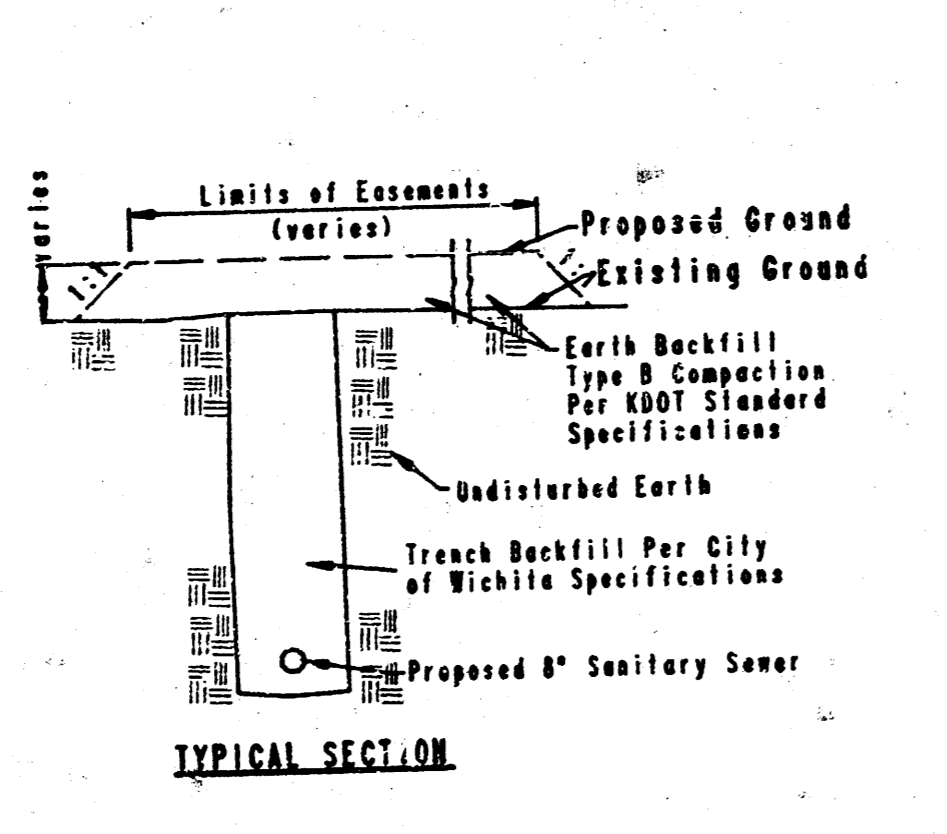 varies
Limits of Easements
(varies)
Proposed Ground
1:1
Existing Ground
Earth Backfill
Type B Compaction
Per KDOT Standard
Specifications
Undisturbed Earth
Trench Backfill Per City
of Wichita Specifications
Proposed 8" Sanitary Sewer
TYPICAL SECTION